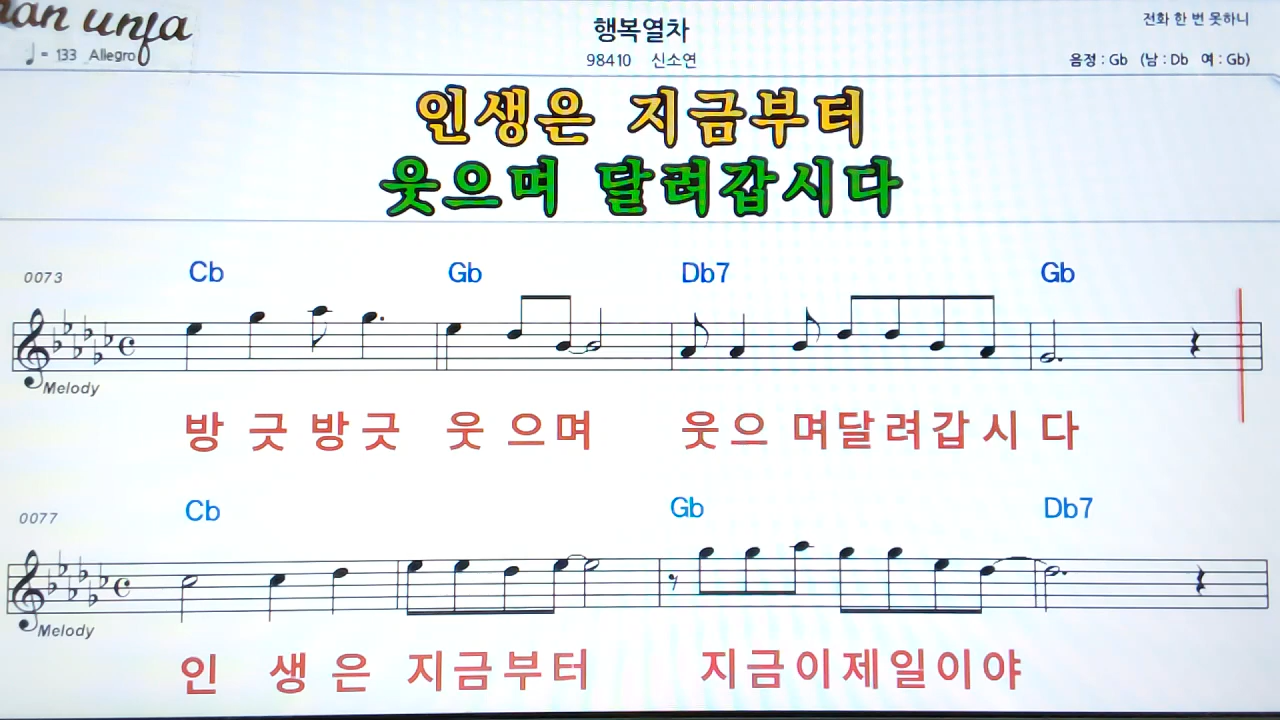 행복열차
전화 한 번 못하니
♩ = 133 Allegro
98410 신소연
음정 : Gb (남 : Db 여 : Gb)
인생은 지금부터
웃으며 달려갑시다
0073 Cb Gb Db7 Gb
Melody
방 긋 방긋 웃 으며 웃으 며달려갑 시 다
0077 Cb Gb Db7
Melody
인 생 은 지금부터 지금이제일이야